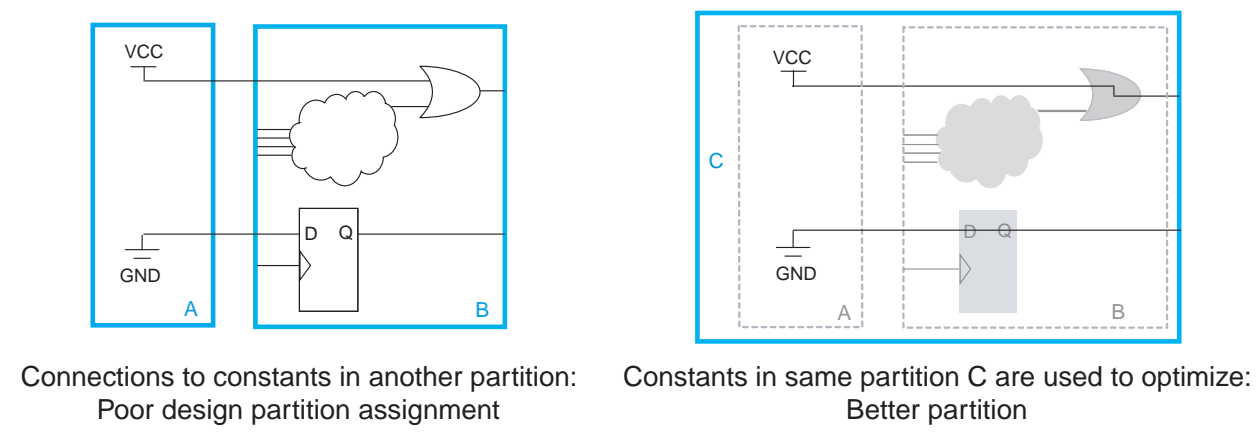 VCC
D Q
GND
A
B
Connections to constants in another partition:
Poor design partition assignment
VCC
C
D Q
GND
A
B
Constants in same partition C are used to optimize:
Better partition